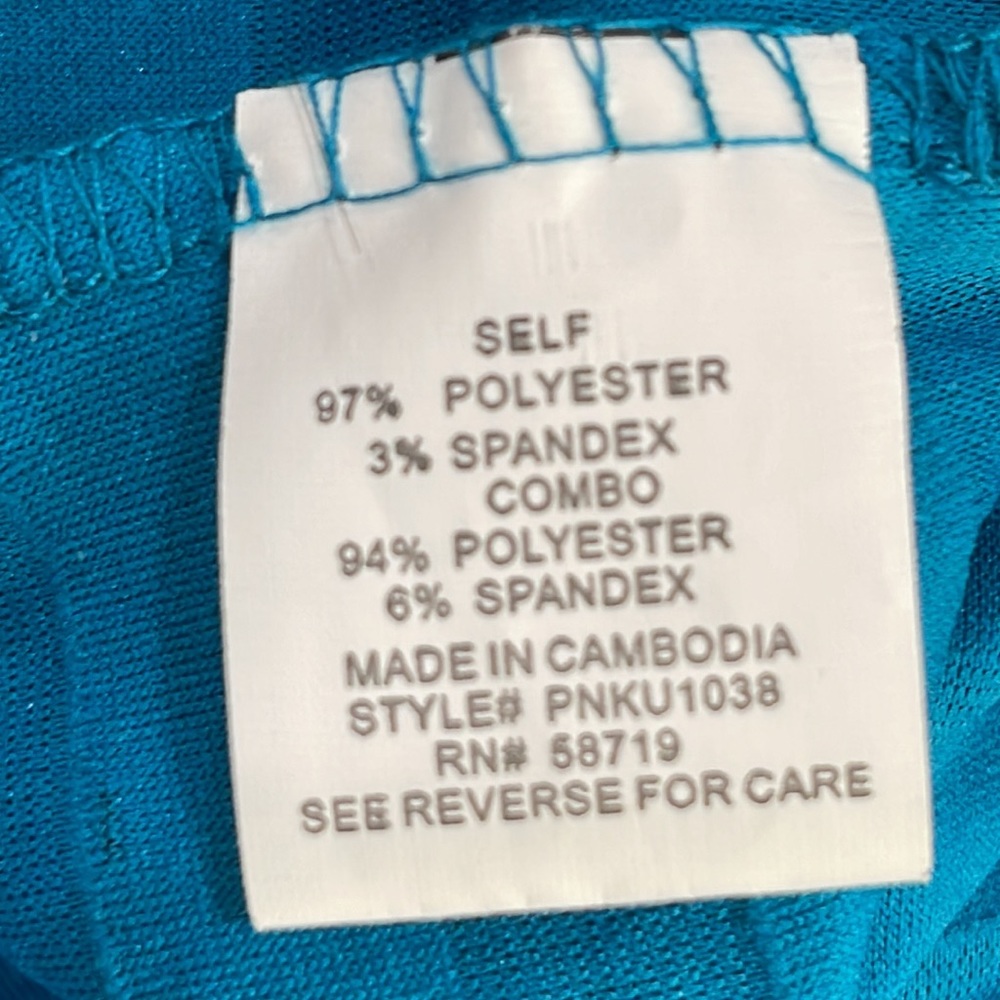 SELF
97% POLYESTER
3% SPANDEX
COMBO
94% POLYESTER
6% SPANDEX
MADE IN CAMBODIA
STYLE# PNKU1038
RN# 58719
SEE REVERSE FOR CARE